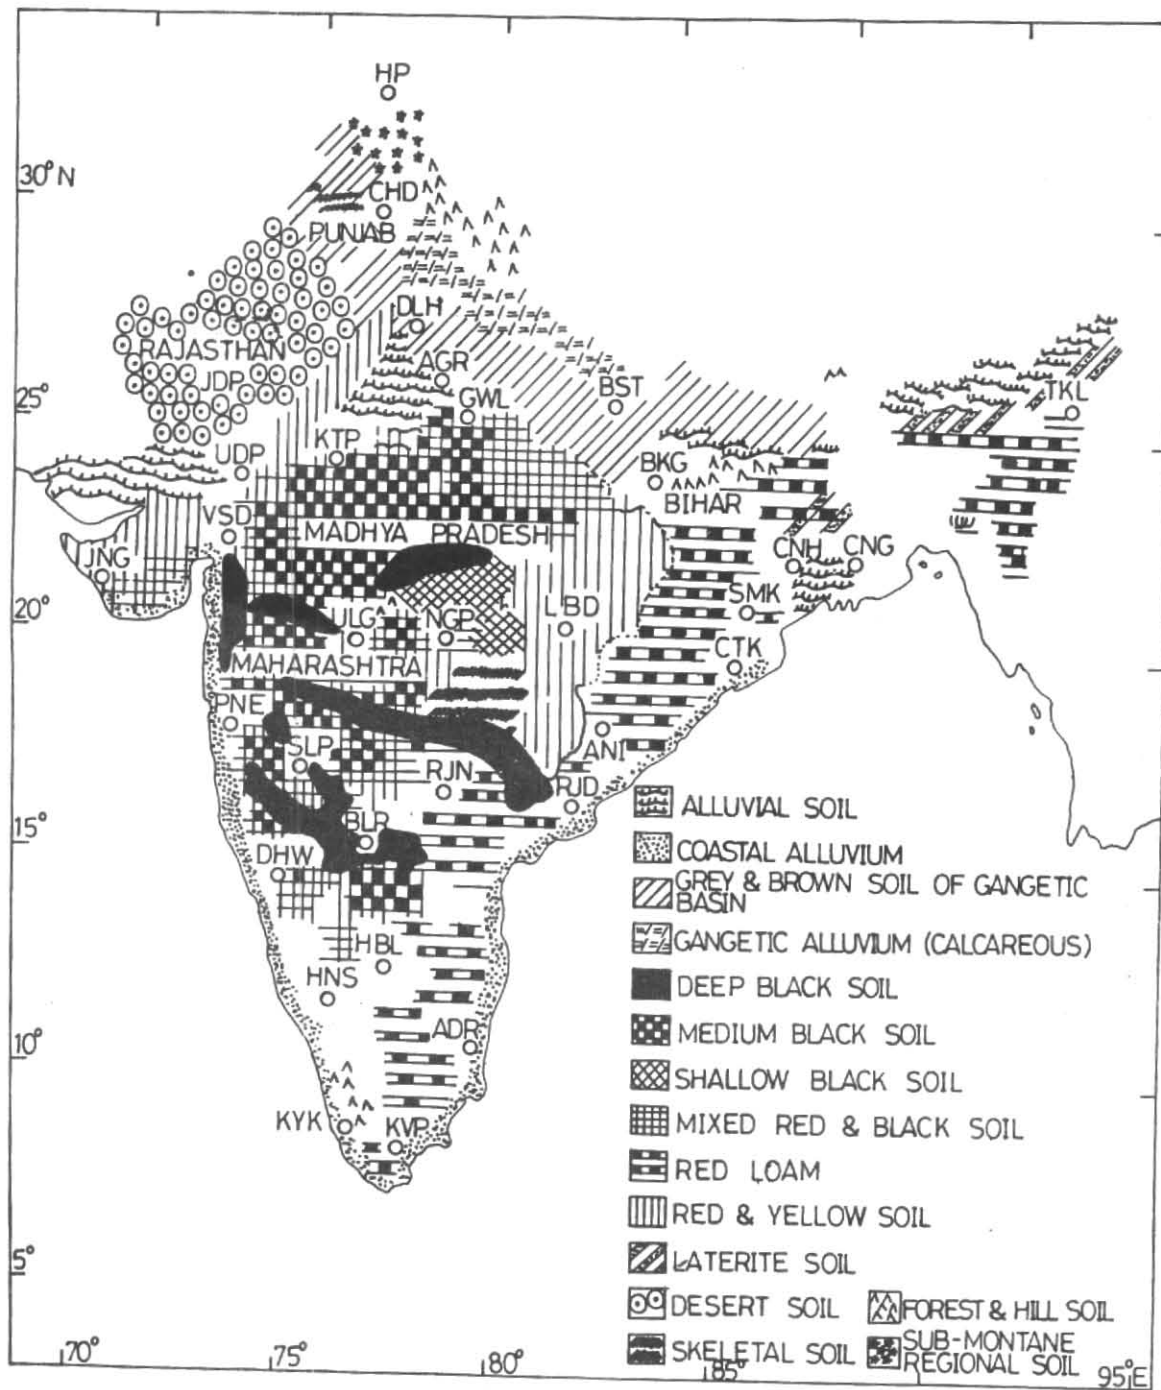 HP
30° N
CHD
PUNJAB
DLH
RAJASTHAN
AGR
JDP
BST
TKL
25°
GWL
KTP
UDP
BKG
BIHAR
VSD
MADHYA PRADESH
JNG
CNH CNG
20°
ULG
NGP
LBD
SMK
MAHARASHTRA
CTK
PNE
SLP
ANI
RJN
RJD
15°
BLR
DHW
HBL
HNS
10°
ADR
KYK
KVP
5°
70°
75°
80°
85°
95°E
ALLUVIAL SOIL
COASTAL ALLUVIUM
GREY & BROWN SOIL OF GANGETIC
BASIN
GANGETIC ALLUVIUM (CALCAREOUS)
DEEP BLACK SOIL
MEDIUM BLACK SOIL
SHALLOW BLACK SOIL
MIXED RED & BLACK SOIL
RED LOAM
RED & YELLOW SOIL
LATERITE SOIL
DESERT SOIL
FOREST & HILL SOIL
SKELETAL SOIL
SUB-MONTANE
REGIONAL SOIL